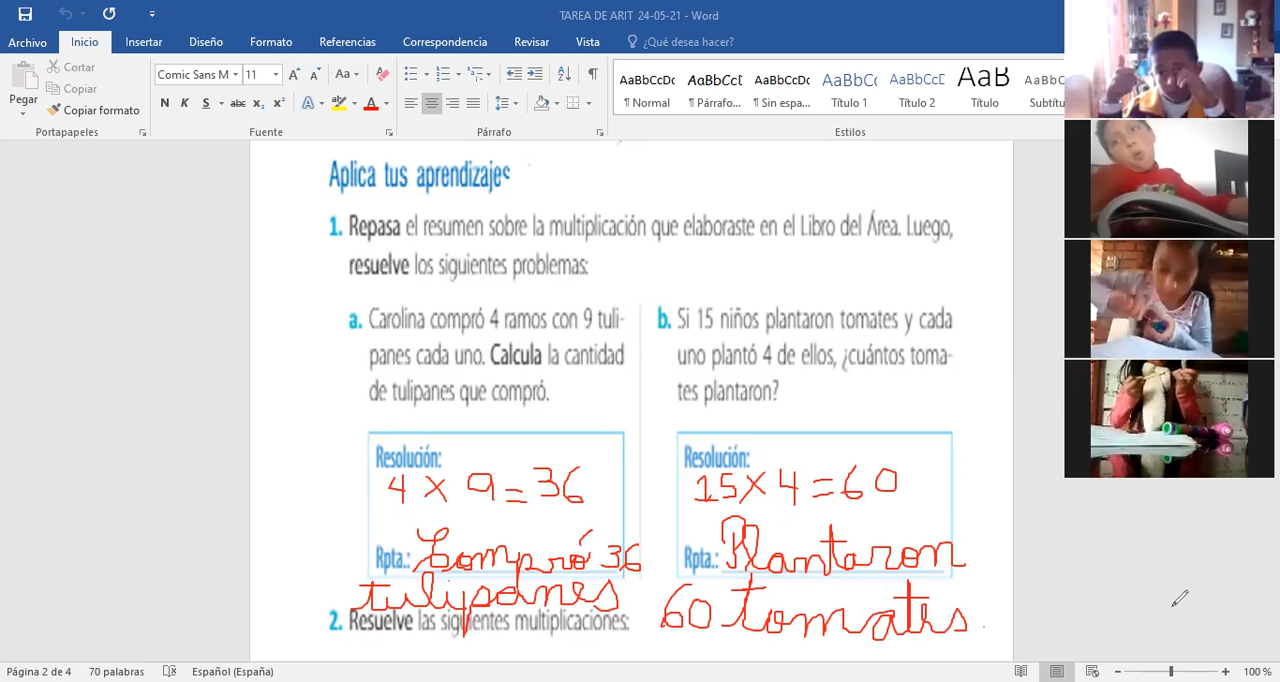 TAREA DE ARIT 24-05-21 - Word
Archivo Inicio Insertar Diseño Formato Referencias Correspondencia Revisar Vista ¿Qué desea hacer?
Pegar
Cortar
Copiar
Copiar formato
Portapapeles
Comic Sans M 11 A A Aa
N K S abc x₂ x² A A
Fuente
Párrafo
AaBbCcDc AaBbCcD AaBbCcDc AaBbC AaBbCcD AaB AaBbCc
¶ Normal ¶ Párrafo... ¶ Sin espa... Título 1 Título 2 Título Subtítu
Estilos
Aplica tus aprendizajes
1. Repasa el resumen sobre la multiplicación que elaboraste en el Libro del Área. Luego,
resuelve los siguientes problemas:
a. Carolina compró 4 ramos con 9 tuli-
panes cada uno. Calcula la cantidad
de tulipanes que compró.
Resolución:
4 x 9 = 36
Rpta.: Compró 36
tulipanes
b. Si 15 niños plantaron tomates y cada
uno plantó 4 de ellos, ¿cuántos toma-
tes plantaron?
Resolución:
15 x 4 = 60
Rpta.: Plantaron
60 tomates
2. Resuelve las siguientes multiplicaciones:
Página 2 de 4 70 palabras Español (España) 100 %